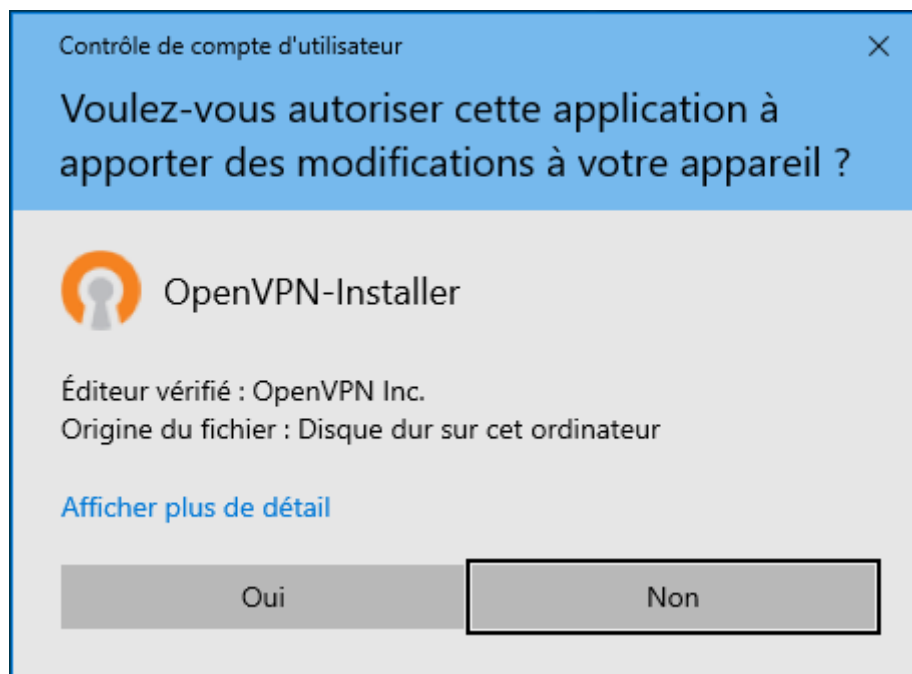 Contrôle de compte d'utilisateur
Voulez-vous autoriser cette application à
apporter des modifications à votre appareil ?
OpenVPN-Installer
Éditeur vérifié : OpenVPN Inc.
Origine du fichier : Disque dur sur cet ordinateur
Afficher plus de détail
Oui
Non